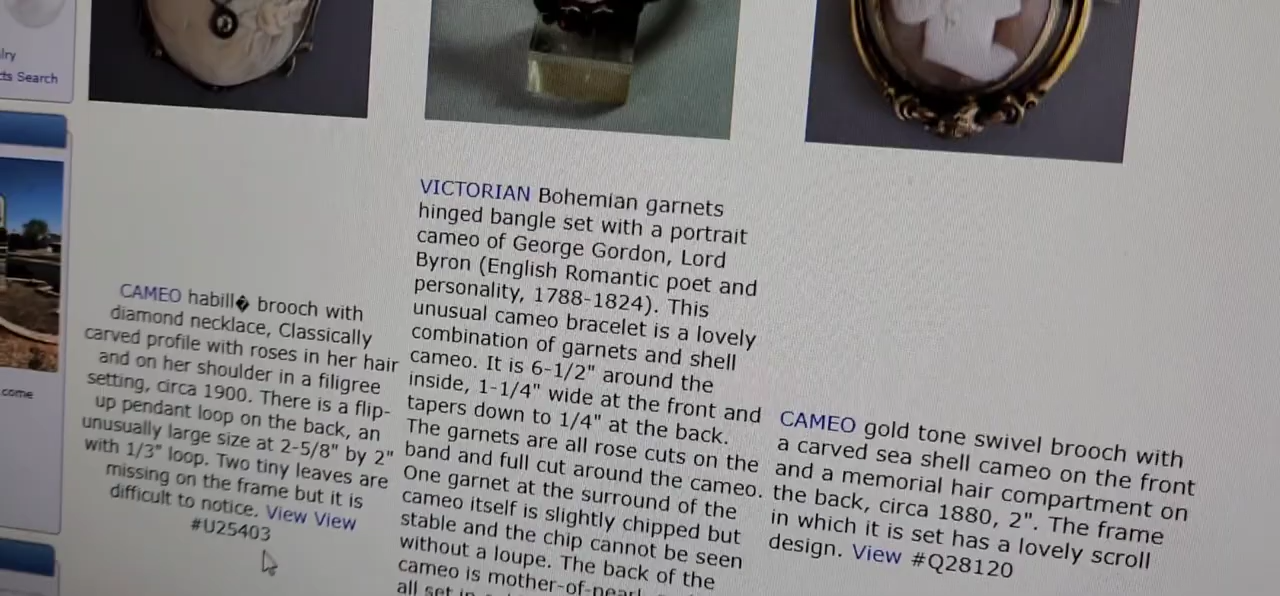 lry
cts Search
come
CAMEO habill� brooch with
diamond necklace, Classically
carved profile with roses in her hair
and on her shoulder in a filigree
setting, circa 1900. There is a flip-
up pendant loop on the back, an
unusually large size at 2-5/8" by 2"
with 1/3" loop. Two tiny leaves are
missing on the frame but it is
difficult to notice. View View
#U25403
VICTORIAN Bohemian garnets
hinged bangle set with a portrait
cameo of George Gordon, Lord
Byron (English Romantic poet and
personality, 1788-1824). This
unusual cameo bracelet is a lovely
combination of garnets and shell
cameo. It is 6-1/2" around the
inside, 1-1/4" wide at the front and
tapers down to 1/4" at the back.
The garnets are all rose cuts on the
band and full cut around the cameo.
One garnet at the surround of the
cameo itself is slightly chipped but
stable and the chip cannot be seen
without a loupe. The back of the
cameo is mother-of-pearl
all set in
CAMEO gold tone swivel brooch with
a carved sea shell cameo on the front
and a memorial hair compartment on
the back, circa 1880, 2". The frame
in which it is set has a lovely scroll
design. View #Q28120